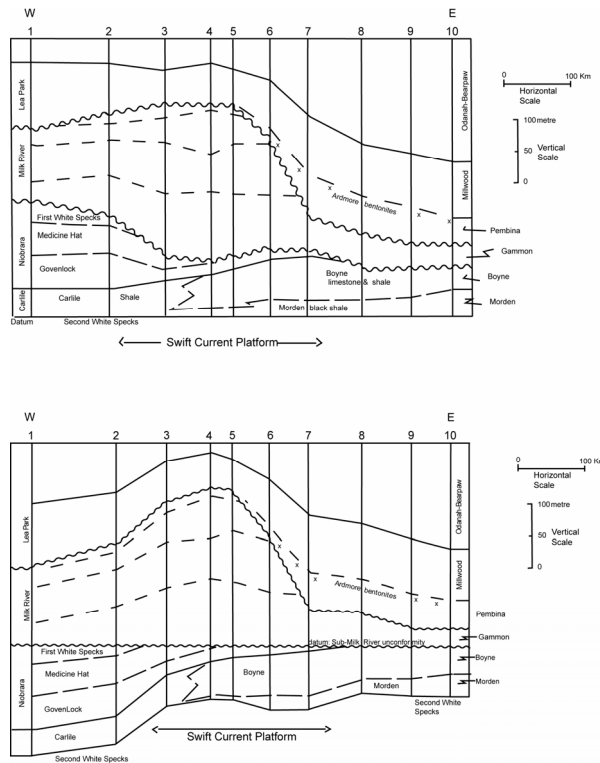 W E
1 2 3 4 5 6 7 8 9 10
Lea Park
Milk River
Niobrara
Carlile
First White Specks
Medicine Hat
Govenlock
Carlile Shale
Datum Second White Specks
Ardmore bentonites
x x x x x
Boyne
limestone & shale
Morden black shale
Odanah-Bearpaw
Millwood
Pembina
Gammon
Boyne
Morden
0 100 Km
Horizontal
Scale
100 metre
50
0
Vertical
Scale
Swift Current Platform
W E
1 2 3 4 5 6 7 8 9 10
Lea Park
Milk River
Niobrara
First White Specks
Medicine Hat
GovenLock
Carlile
Second White Specks
Ardmore bentonites
x x x x x
datum: Sub-Milk River unconformity
Boyne
Morden
Second White
Specks
Odanah-Bearpaw
Millwood
Pembina
Gammon
Boyne
Morden
0 100 K
Horizontal
Scale
100 metre
50
0
Vertical
Scale
Swift Current Platform